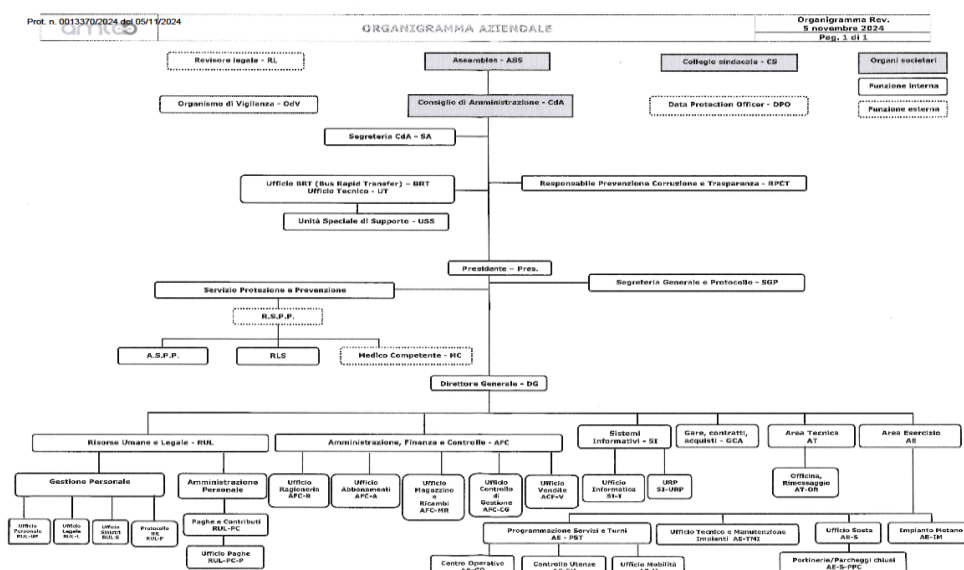 Prot. n. 0013370/2024 del 05/11/2024
amtab
ORGANIGRAMMA AZIENDALE
Organigramma Rev.
5 novembre 2024
Pag. 1 di 1
Revisore legale - RL
Assemblea - ASS
Collegio sindacale - CS
Organi societari
Funzione interna
Organismo di Vigilanza - OdV
Consiglio di Amministrazione - CdA
Data Protection Officer - DPO
Funzione esterna
Segreteria CdA - SA
Ufficio BRT (Bus Rapid Transfer) – BRT
Ufficio Tecnico - UT
Responsabile Prevenzione Corruzione e Trasparenza - RPCT
Unità Speciale di Supporto - USS
Presidente – Pres.
Servizio Protezione e Prevenzione
Segreteria Generale e Protocollo - SGP
R.S.P.P.
A.S.P.P.
RLS
Medico Competente - MC
Direttore Generale - DG
Risorse Umane e Legale - RUL
Amministrazione, Finanza e Controllo - AFC
Sistemi
Informativi - SI
Gare, contratti,
acquisti - GCA
Area Tecnica
AT
Area Esercizio
AE
Gestione Personale
Amministrazione
Personale
Ufficio
Ragioneria
AFC-R
Ufficio
Abbonamenti
AFC-A
Ufficio
Magazzino
e
Ricambi
AFC-MR
Ufficio
Controllo
di
Gestione
AFC-CG
Ufficio
Vendite
ACF-V
Ufficio
Informatica
SI-I
URP
SI-URP
Officina,
Rimessaggio
AT-OR
Ufficio
Personale
RUL-UP
Ufficio
Legale
RUL-L
Ufficio
Sinistri
RUL-S
Protocollo
RUL-P
Paghe e Contributi
RUL-PC
Ufficio Paghe
RUL-PC-P
Programmazione Servizi e Turni
AE - PST
Ufficio Tecnico e Manutenzione
Impianti AE-TMI
Ufficio Sosta
AE-S
Impianto Metano
AE-IM
Centro Operativo
Controllo Utenze
Ufficio Mobilità
Portinerie/Parcheggi chiusi
AE-S-PPC